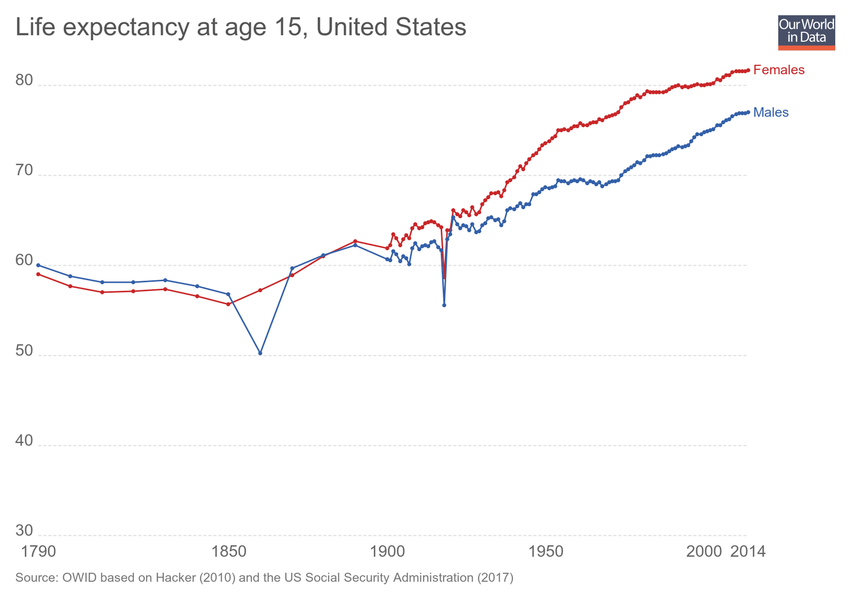 Life expectancy at age 15, United States
Our World
in Data
80
Females
Males
70
60
50
40
30
1790 1850 1900 1950 2000 2014
Source: OWID based on Hacker (2010) and the US Social Security Administration (2017)